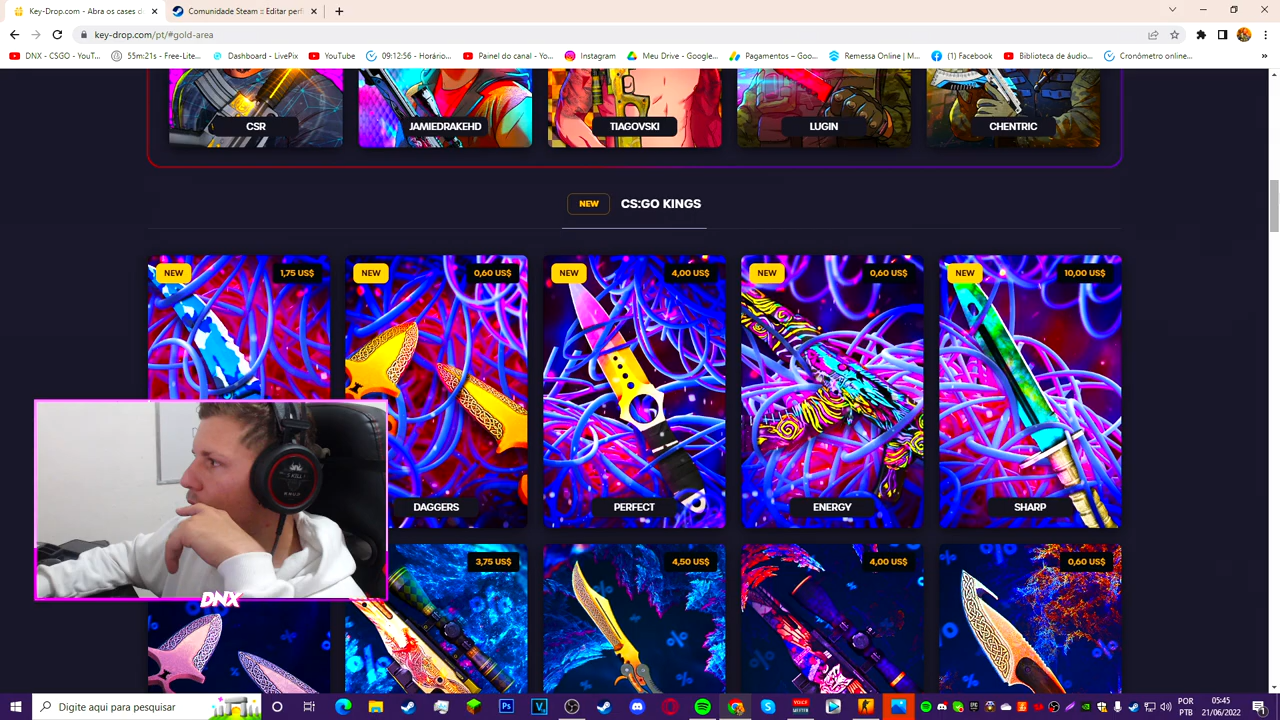 Key-Drop.com - Abra os cases d
Comunidade Steam :: Editar perf
key-drop.com/pt/#gold-area
DNX - CSGO - YouT...
55m:21s - Free-Lite...
Dashboard - LivePix
YouTube
09:12:56 - Horário...
Painel do canal - Yo...
Instagram
Meu Drive - Google...
Pagamentos – Goo...
Remessa Online | M...
(1) Facebook
Biblioteca de áudio...
Cronômetro online...
CSR
JAMIEDRAKEHD
TIAGOVSKI
LUGIN
CHENTRIC
NEW
CS:GO KINGS
NEW
1,75 US$
NEW
0,60 US$
NEW
4,00 US$
NEW
0,60 US$
NEW
10,00 US$
DAGGERS
PERFECT
ENERGY
SHARP
3,75 US$
4,50 US$
4,00 US$
0,60 US$
DNX
Digite aqui para pesquisar
POR
PTB
05:45
21/06/2022